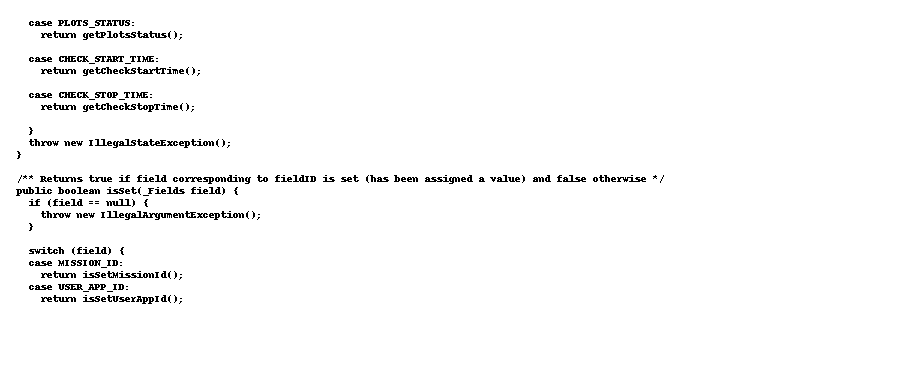 case PLOTS_STATUS:
return getPlotsStatus();
case CHECK_START_TIME:
return getCheckStartTime();
case CHECK_STOP_TIME:
return getCheckStopTime();
}
throw new IllegalStateException();
}
/** Returns true if field corresponding to fieldID is set (has been assigned a value) and false otherwise */
public boolean isSet(_Fields field) {
if (field == null) {
throw new IllegalArgumentException();
}
switch (field) {
case MISSION_ID:
return isSetMissionId();
case USER_APP_ID:
return isSetUserAppId();